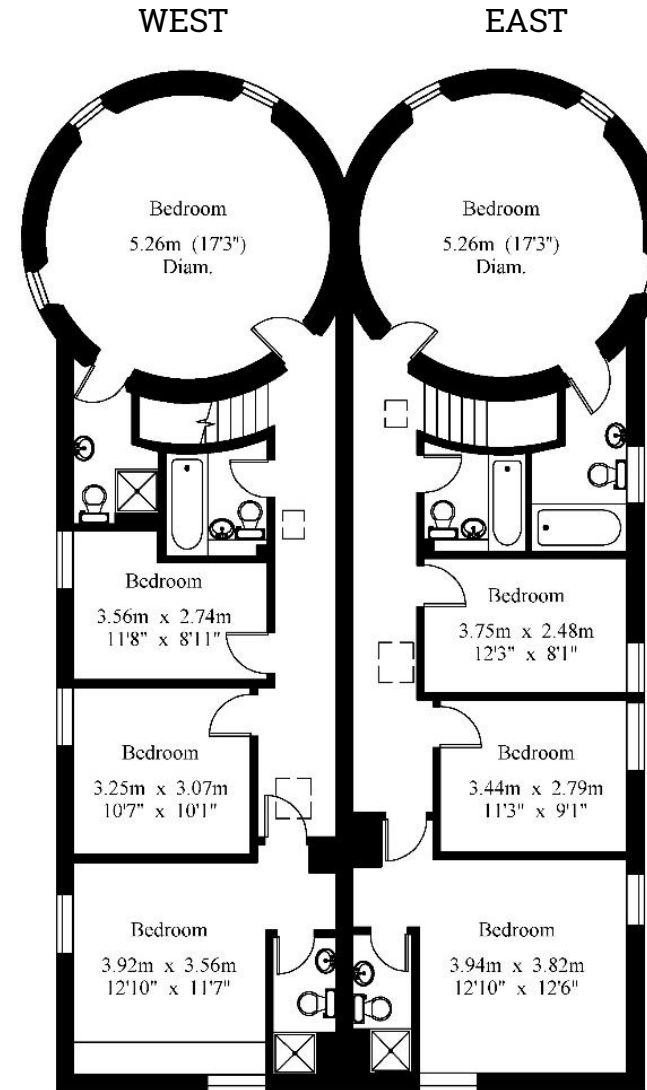 WEST
EAST
Bedroom
5.26m (17'3")
Diam.
Bedroom
5.26m (17'3")
Diam.
Bedroom
3.56m x 2.74m
11'8" x 8'11"
Bedroom
3.75m x 2.48m
12'3" x 8'1"
Bedroom
3.25m x 3.07m
10'7" x 10'1"
Bedroom
3.44m x 2.79m
11'3" x 9'1"
Bedroom
3.92m x 3.56m
12'10" x 11'7"
Bedroom
3.94m x 3.82m
12'10" x 12'6"